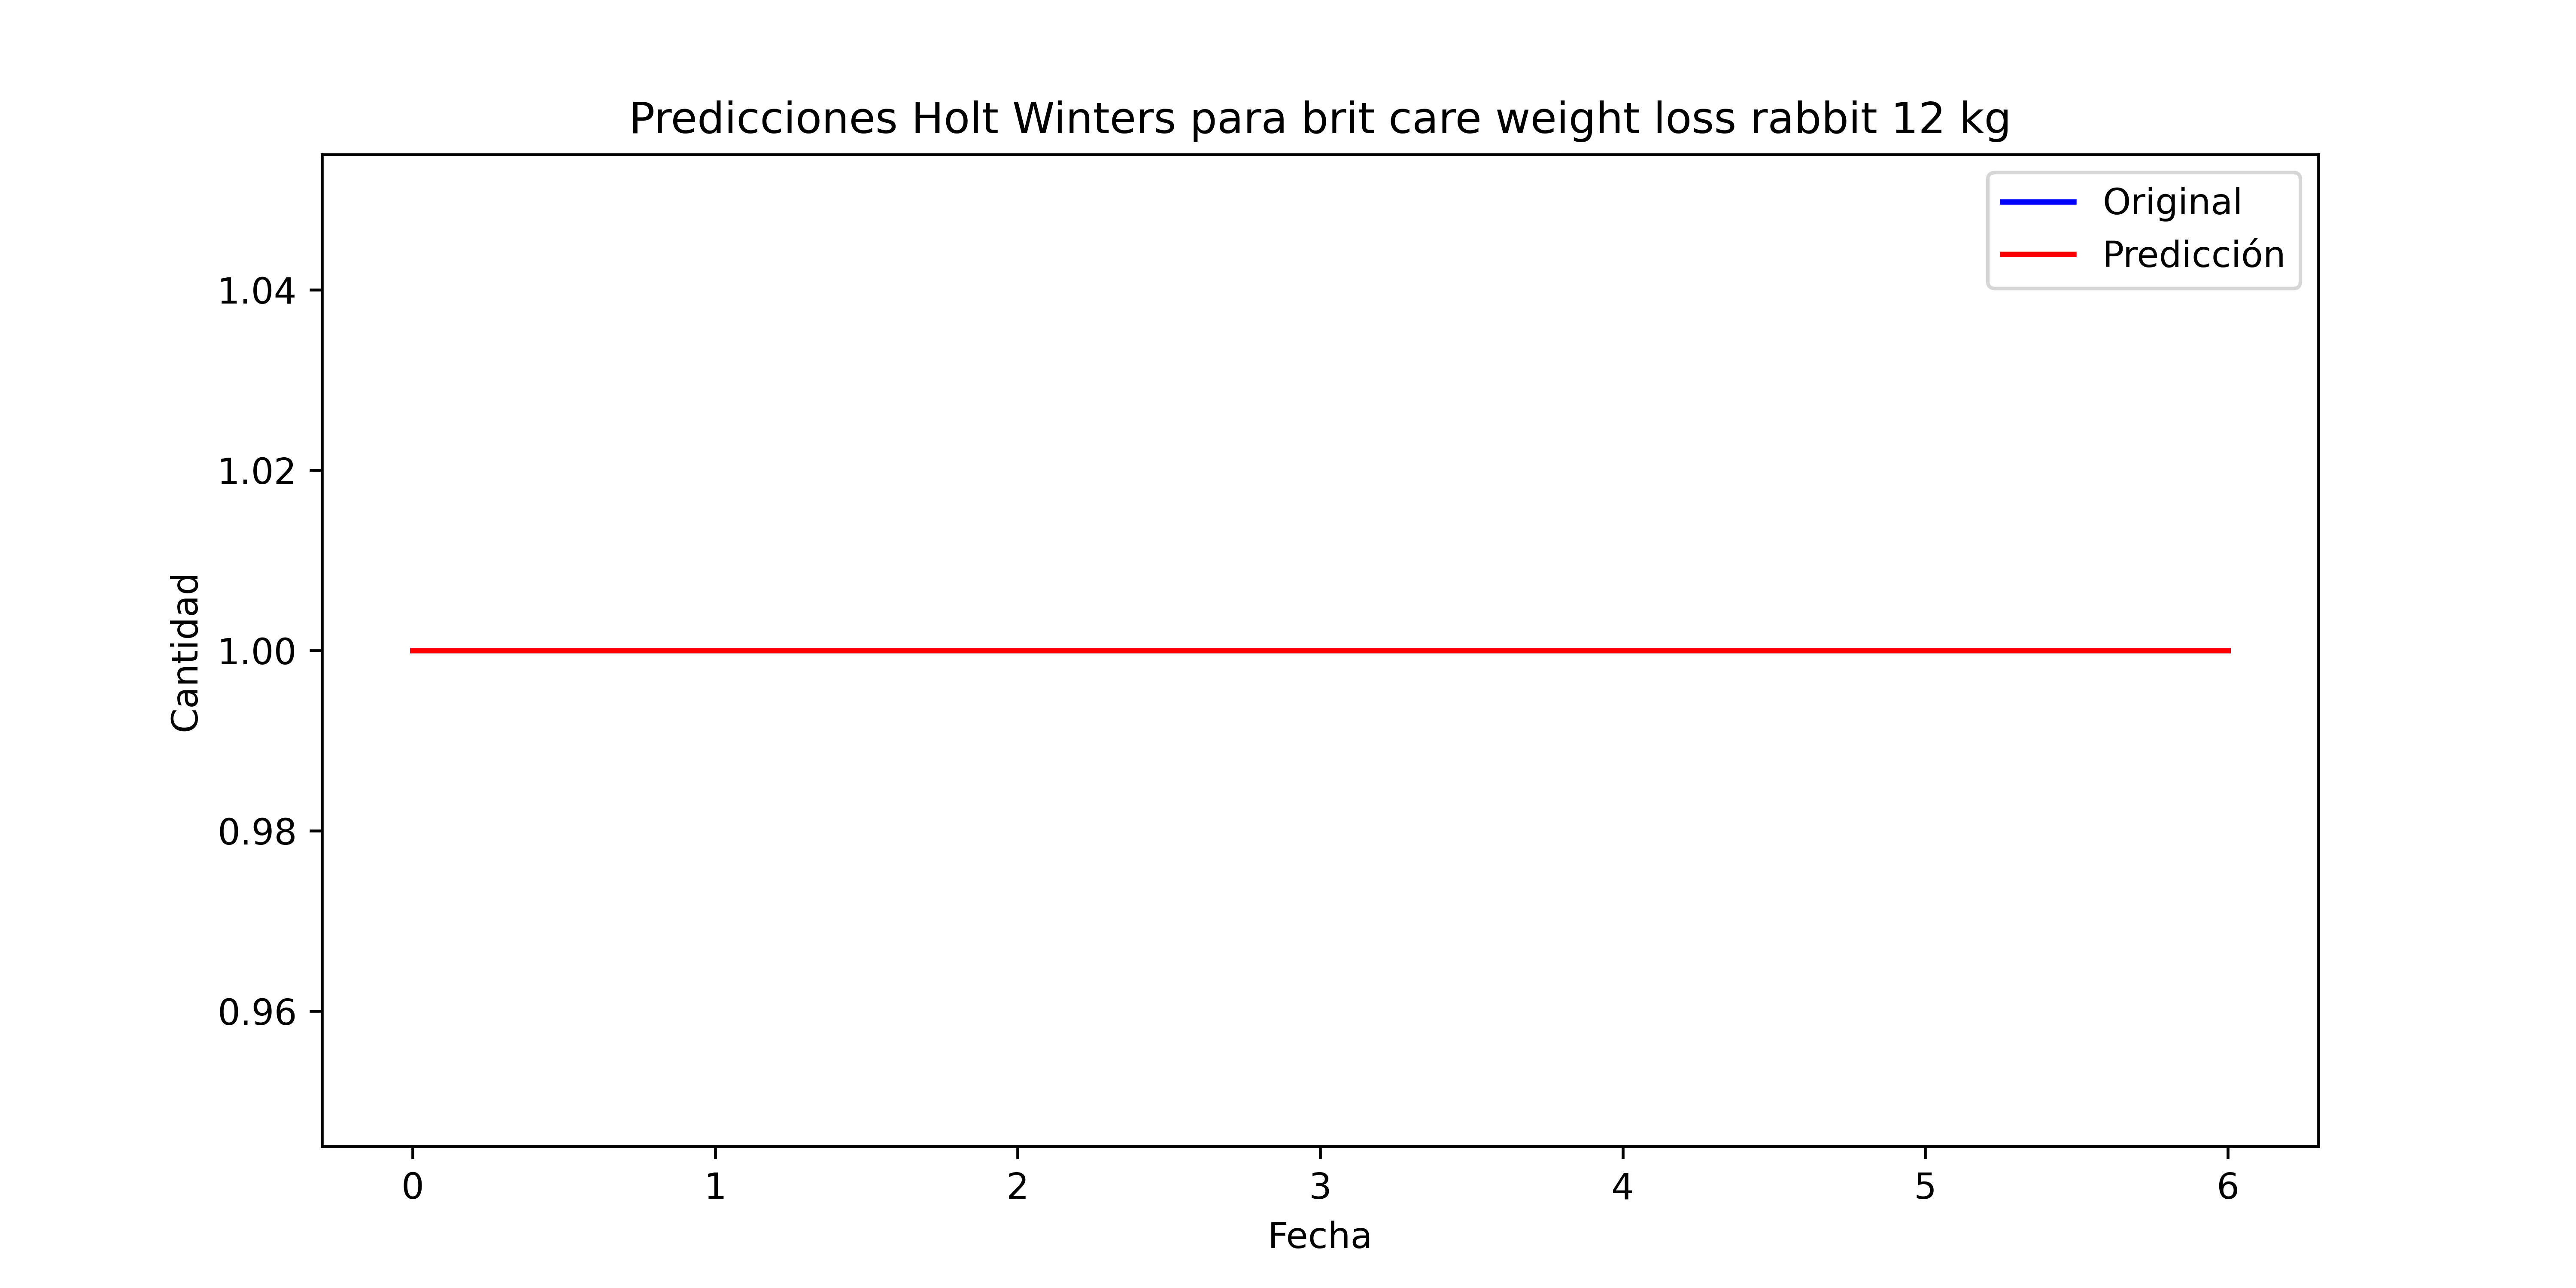 Predicciones Holt Winters para brit care weight loss rabbit 12 kg
Original
Predicción
1.04
1.02
1.00
0.98
0.96
Cantidad
0 1 2 3 4 5 6
Fecha